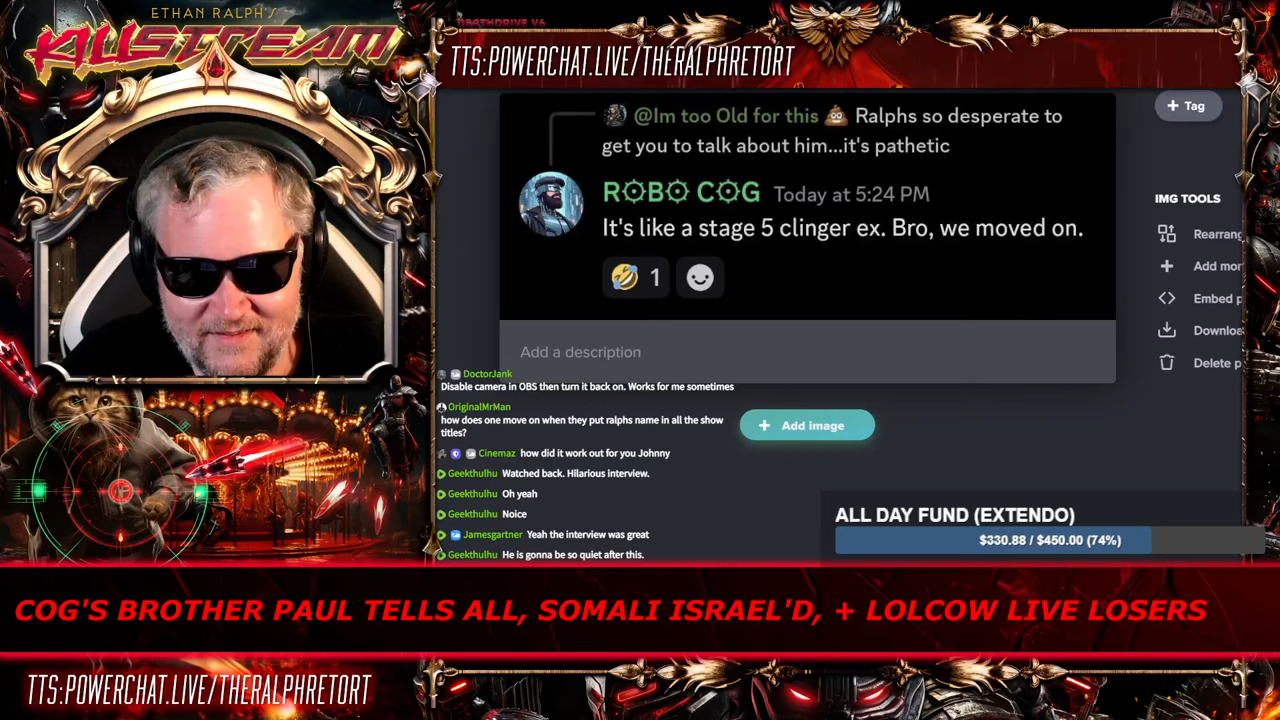 ETHAN RALPH'S
KILLSTREAM
DEATHDRIVE V6
TTS:POWERCHAT.LIVE/THERALPHRETORT
@Im too Old for this 💩 Ralphs so desperate to
get you to talk about him...it's pathetic
R⚙B⚙ C⚙G Today at 5:24 PM
It's like a stage 5 clinger ex. Bro, we moved on.
🤣 1
Add a description
+ Tag
IMG TOOLS
Rearrang
Add mor
Embed p
Downloa
Delete p
DoctorJank
Disable camera in OBS then turn it back on. Works for me sometimes
OriginalMrMan
how does one move on when they put ralphs name in all the show
titles?
Cinemaz how did it work out for you Johnny
Geekthulhu Watched back. Hilarious interview.
Geekthulhu Oh yeah
Geekthulhu Noice
Jamesgartner Yeah the interview was great
Geekthulhu He is gonna be so quiet after this.
+ Add image
ALL DAY FUND (EXTENDO)
$330.88 / $450.00 (74%)
COG'S BROTHER PAUL TELLS ALL, SOMALI ISRAEL'D, + LOLCOW LIVE LOSERS
TTS:POWERCHAT.LIVE/THERALPHRETORT